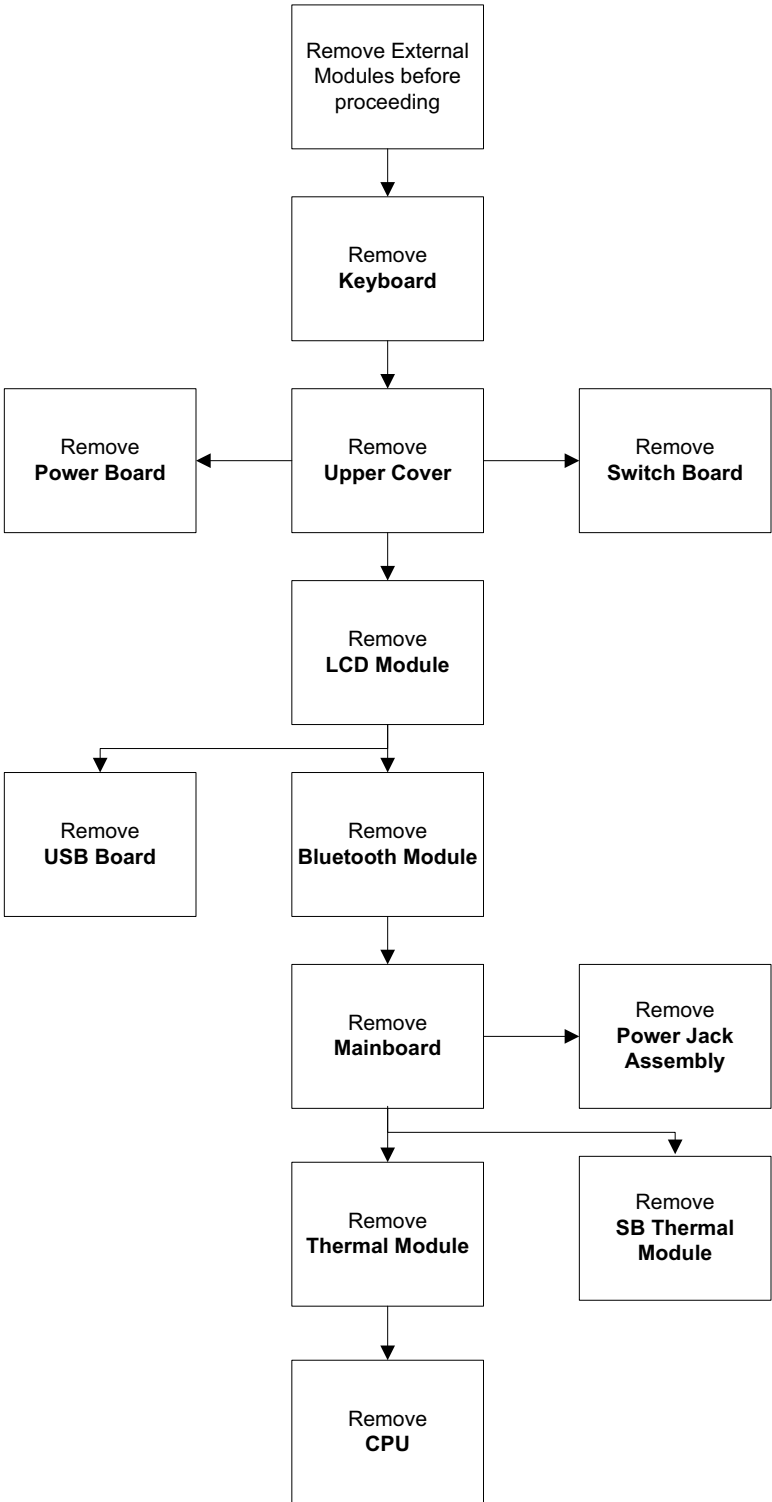 Remove External
Modules before
proceeding
Remove
Keyboard
Remove
Power Board
Remove
Upper Cover
Remove
Switch Board
Remove
LCD Module
Remove
USB Board
Remove
Bluetooth Module
Remove
Mainboard
Remove
Power Jack
Assembly
Remove
Thermal Module
Remove
SB Thermal
Module
Remove
CPU